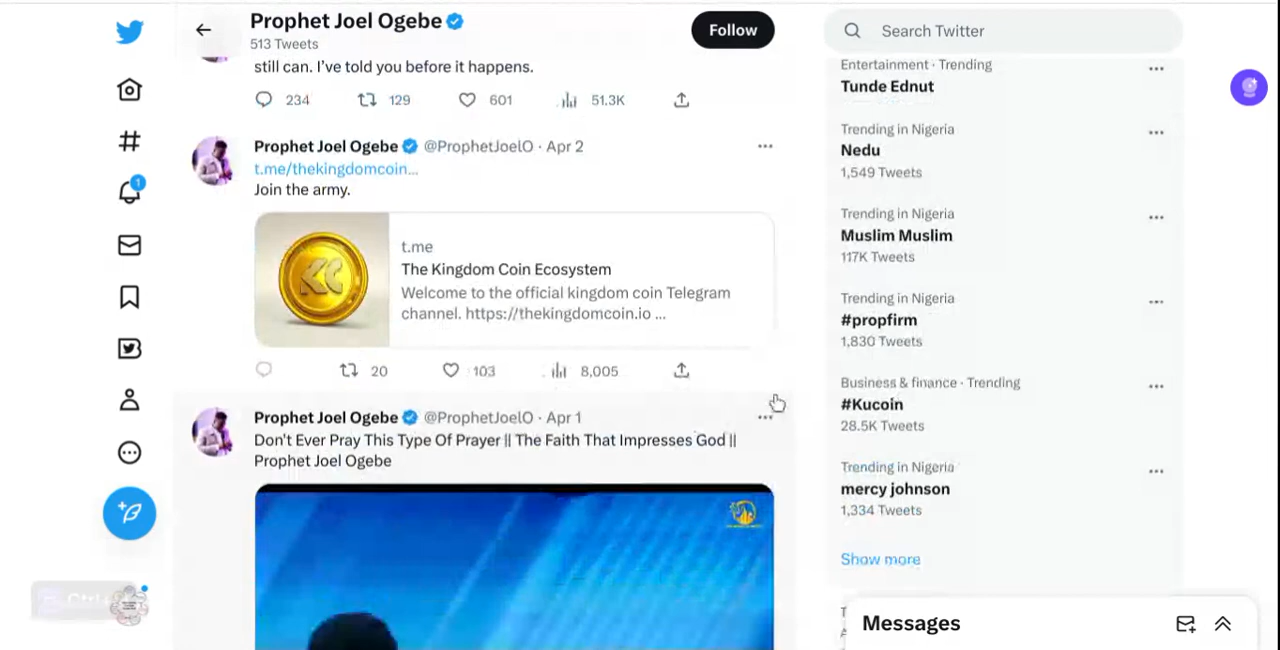 Prophet Joel Ogebe
513 Tweets
Follow
still can. I've told you before it happens.
234 129 601 51.3K
Prophet Joel Ogebe @ProphetJoelO · Apr 2
t.me/thekingdomcoin...
Join the army.
KC
t.me
The Kingdom Coin Ecosystem
Welcome to the official kingdom coin Telegram
channel. https://thekingdomcoin.io ...
20 103 8,005
Prophet Joel Ogebe @ProphetJoelO · Apr 1
Don't Ever Pray This Type Of Prayer || The Faith That Impresses God ||
Prophet Joel Ogebe
1
Search Twitter
Entertainment · Trending
Tunde Ednut
Trending in Nigeria
Nedu
1,549 Tweets
Trending in Nigeria
Muslim Muslim
117K Tweets
Trending in Nigeria
#propfirm
1,830 Tweets
Business & finance · Trending
#Kucoin
28.5K Tweets
Trending in Nigeria
mercy johnson
1,334 Tweets
Show more
Messages